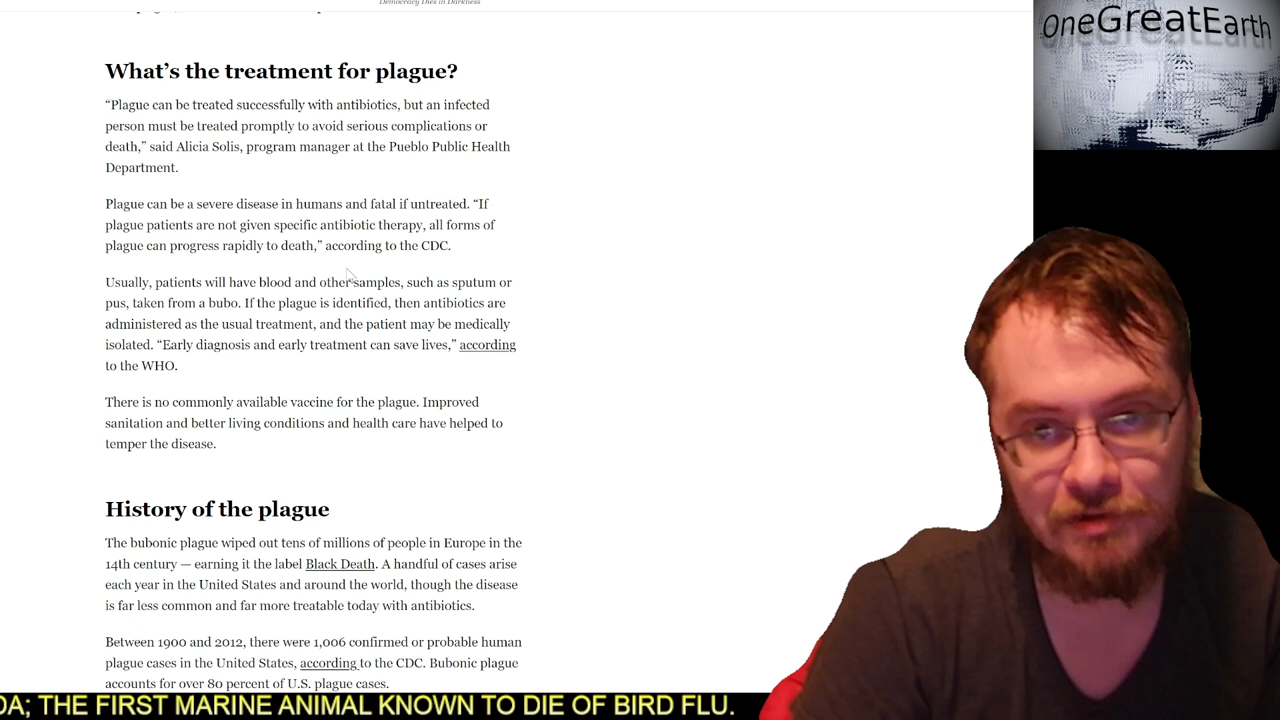 Democracy Dies in Darkness
OneGreatEarth
What’s the treatment for plague?
“Plague can be treated successfully with antibiotics, but an infected
person must be treated promptly to avoid serious complications or
death,” said Alicia Solis, program manager at the Pueblo Public Health
Department.
Plague can be a severe disease in humans and fatal if untreated. “If
plague patients are not given specific antibiotic therapy, all forms of
plague can progress rapidly to death,” according to the CDC.
Usually, patients will have blood and other samples, such as sputum or
pus, taken from a bubo. If the plague is identified, then antibiotics are
administered as the usual treatment, and the patient may be medically
isolated. “Early diagnosis and early treatment can save lives,” according
to the WHO.
There is no commonly available vaccine for the plague. Improved
sanitation and better living conditions and health care have helped to
temper the disease.
History of the plague
The bubonic plague wiped out tens of millions of people in Europe in the
14th century — earning it the label Black Death. A handful of cases arise
each year in the United States and around the world, though the disease
is far less common and far more treatable today with antibiotics.
Between 1900 and 2012, there were 1,006 confirmed or probable human
plague cases in the United States, according to the CDC. Bubonic plague
accounts for over 80 percent of U.S. plague cases.
DA; THE FIRST MARINE ANIMAL KNOWN TO DIE OF BIRD FLU.